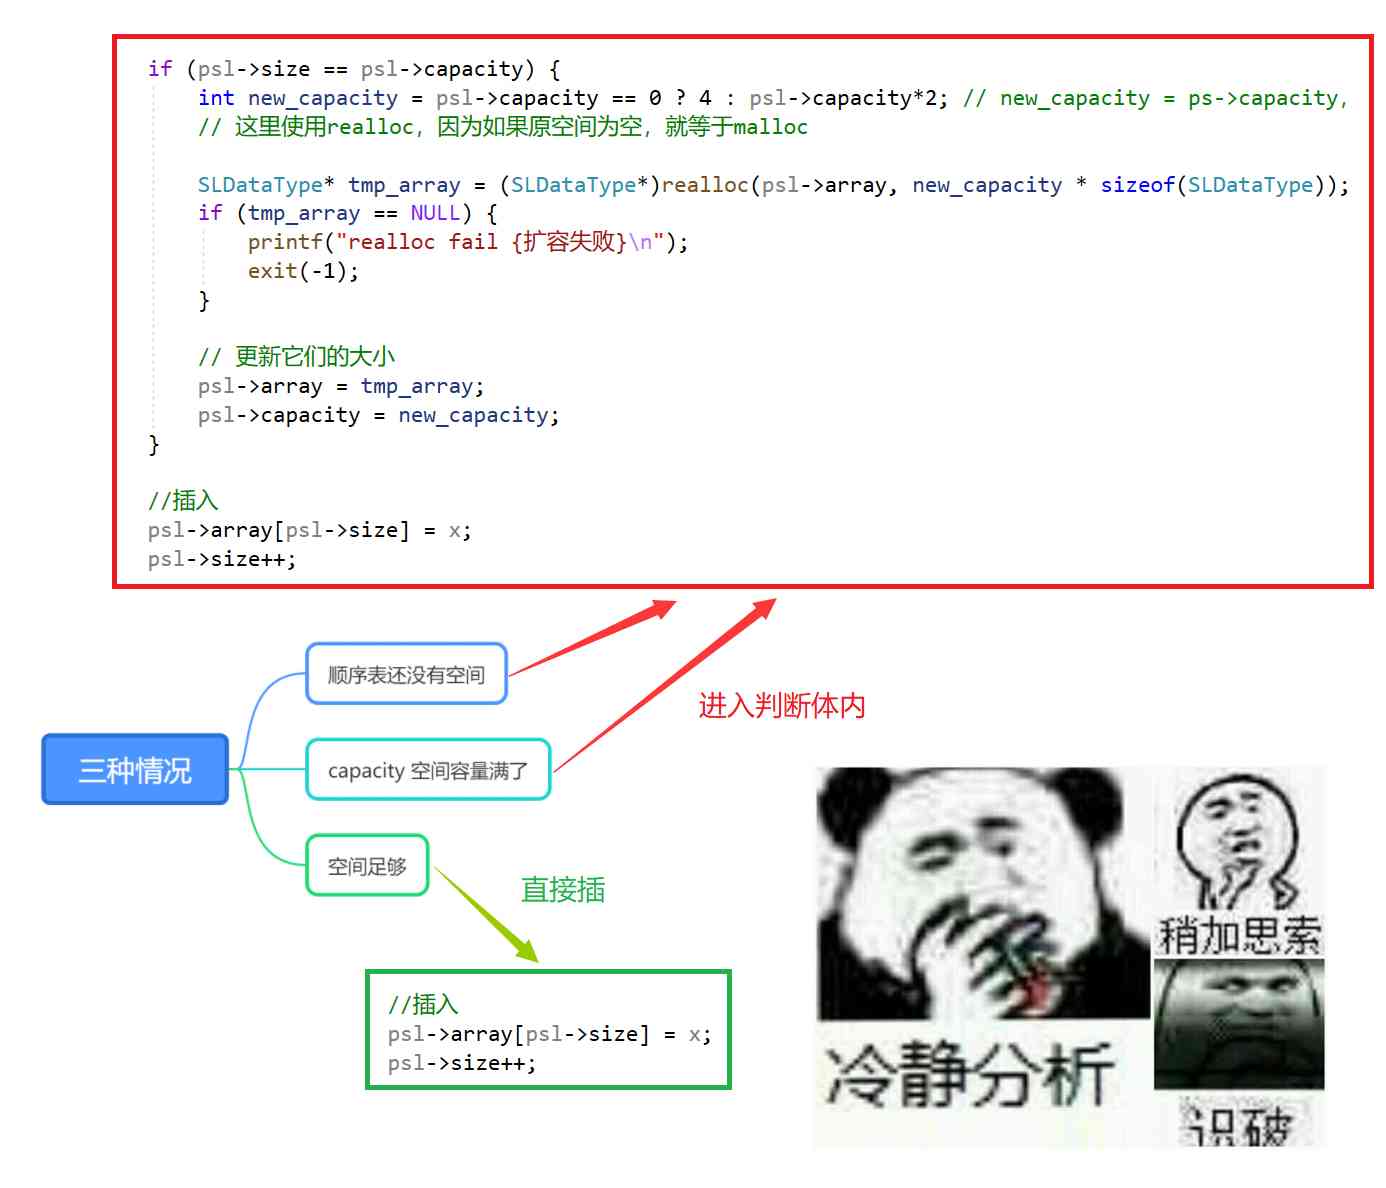 if (psl->size == psl->capacity) {
int new_capacity = psl->capacity == 0 ? 4 : psl->capacity*2; // new_capacity = ps->capacity,
// 这里使用realloc，因为如果原空间为空，就等于malloc
SLDataType* tmp_array = (SLDataType*)realloc(psl->array, new_capacity * sizeof(SLDataType));
if (tmp_array == NULL) {
printf("realloc fail {扩容失败}\n");
exit(-1);
}
// 更新它们的大小
psl->array = tmp_array;
psl->capacity = new_capacity;
}
//插入
psl->array[psl->size] = x;
psl->size++;
顺序表还没有空间
进入判断体内
三种情况
capacity 空间容量满了
空间足够
直接插
//插入
psl->array[psl->size] = x;
psl->size++;
稍加思索
冷静分析
识破